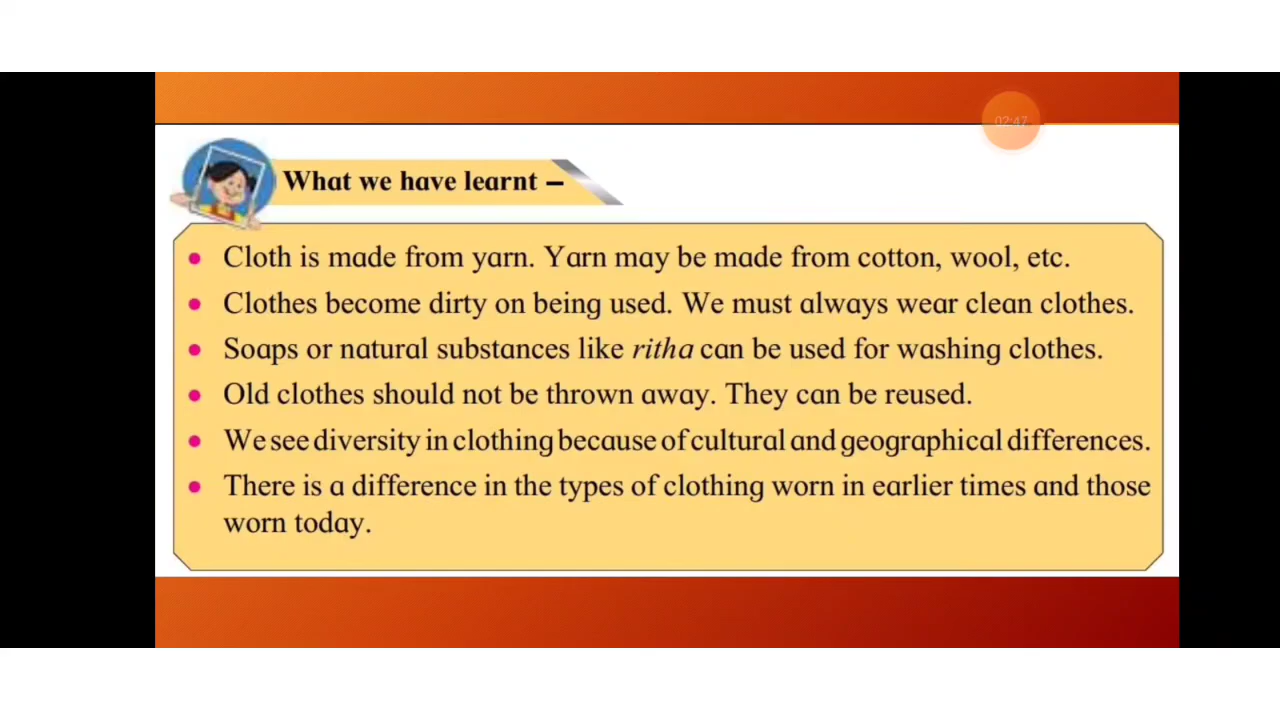 02:47
What we have learnt –
• Cloth is made from yarn. Yarn may be made from cotton, wool, etc.
• Clothes become dirty on being used. We must always wear clean clothes.
• Soaps or natural substances like ritha can be used for washing clothes.
• Old clothes should not be thrown away. They can be reused.
• We see diversity in clothing because of cultural and geographical differences.
• There is a difference in the types of clothing worn in earlier times and those
worn today.